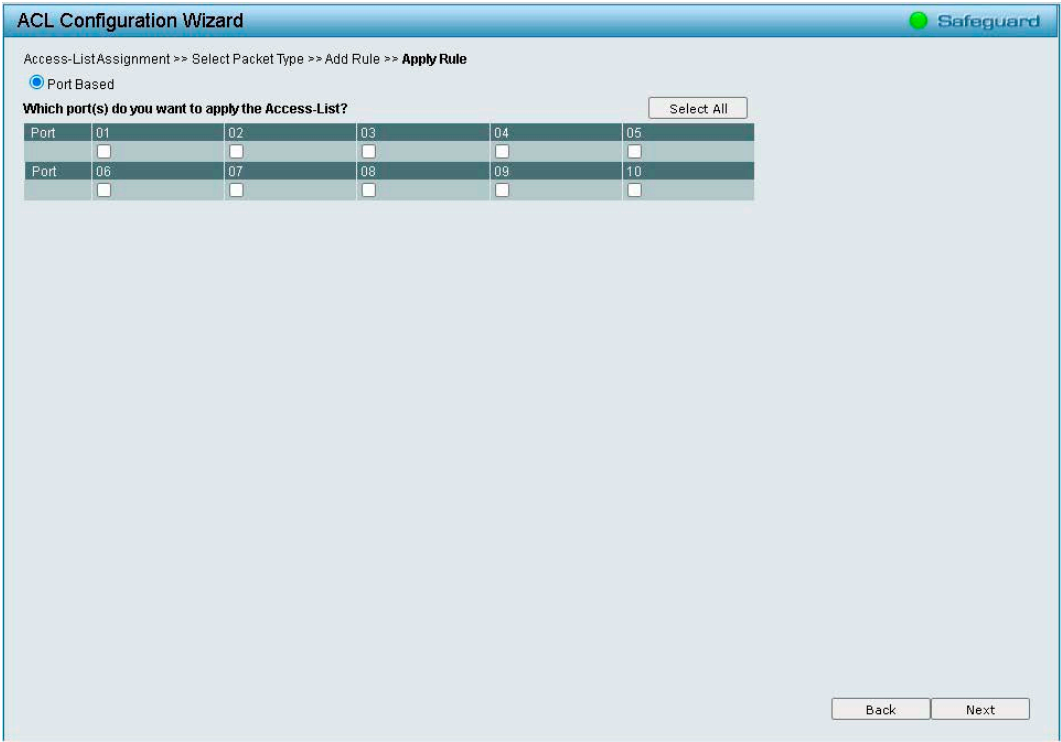 ACL Configuration Wizard
Safeguard
Access-List Assignment >> Select Packet Type >> Add Rule >> Apply Rule
Port Based
Which port(s) do you want to apply the Access-List?
Select All
Port 01 02 03 04 05
Port 06 07 08 09 10
Back Next